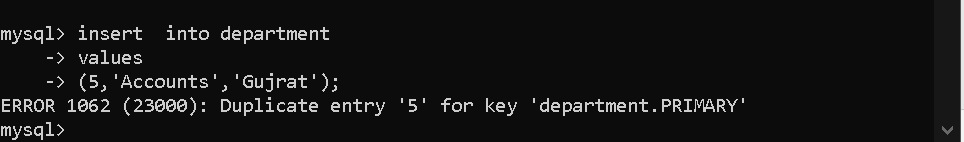 mysql> insert  into department
    -> values
    -> (5,'Accounts','Gujrat');
ERROR 1062 (23000): Duplicate entry '5' for key 'department.PRIMARY'
mysql>